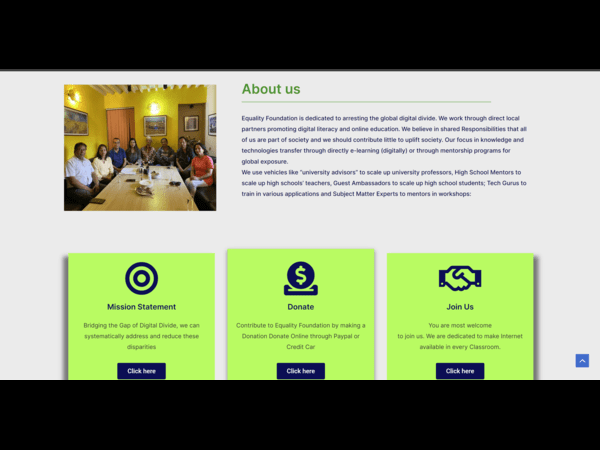 About us
Equality Foundation is dedicated to arresting the global digital divide. We work through direct local
partners promoting digital literacy and online education. We believe in shared Responsibilities that all
of us are part of society and we should contribute little to uplift society. Our focus in knowledge and
technologies transfer through directly e-learning (digitally) or through mentorship programs for
global exposure.
We use vehicles like "university advisors" to scale up university professors, High School Mentors to
scale up high schools' teachers, Guest Ambassadors to scale up high school students; Tech Gurus to
train in various applications and Subject Matter Experts to mentors in workshops:
Mission Statement
Bridging the Gap of Digital Divide, we can
systematically address and reduce these
disparities
Click here
Donate
Contribute to Equality Foundation by making a
Donation Donate Online through Paypal or
Credit Car
Click here
Join Us
You are most welcome
to join us. We are dedicated to make Internet
available in every Classroom.
Click here